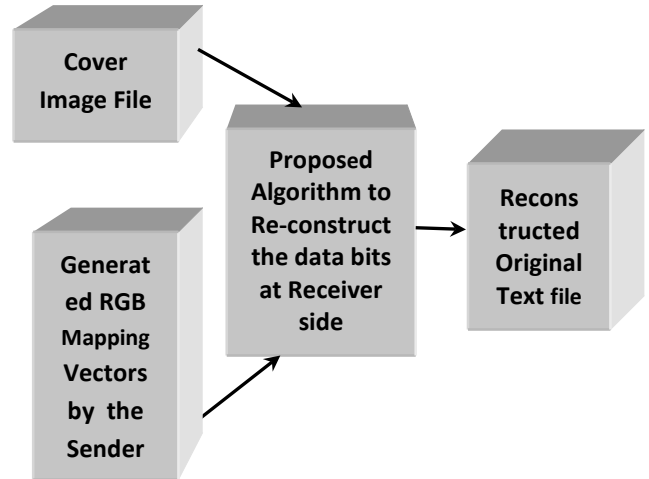 Cover
Image File
Generat
ed RGB
Mapping
Vectors
by the
Sender
Proposed
Algorithm to
Re-construct
the data bits
at Receiver
side
Recons
tructed
Original
Text file